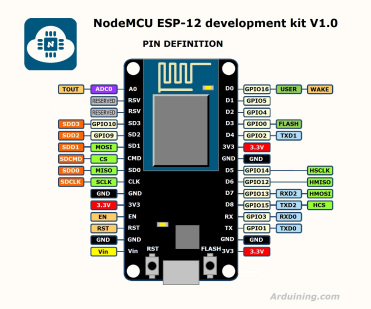 NodeMCU ESP-12 development kit V1.0
PIN DEFINITION
TOUT ADC0 A0 D0 GPIO16 USER WAKE
RESERVED RSV D1 GPIO5
RESERVED RSV D2 GPIO4
SDD3 GPIO10 SD3 D3 GPIO0 FLASH
SDD2 GPIO9 SD2 D4 GPIO2 TXD1
SDD1 MOSI SD1 3V3 3.3V
SDCMD CS CMD GND GND
SDD0 MISO SD0 D5 GPIO14 HSCLK
SDCLK SCLK CLK D6 GPIO12 HMISO
GND GND D7 GPIO13 RXD2 HMOSI
3.3V 3V3 D8 GPIO15 TXD2 HCS
EN EN RX GPIO3 RXD0
RST RST TX GPIO1 TXD0
GND GND GND GND
Vin Vin RST FLASH 3V3 3.3V
Arduining.com